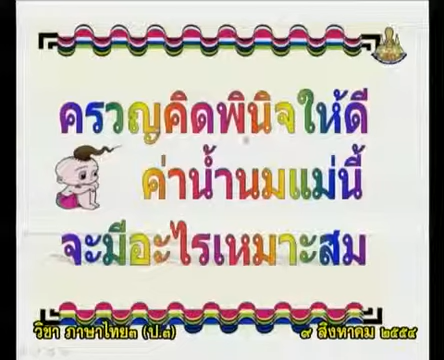 ครวญคิดพินิจให้ดี
ค่าน้ำนมแม่นี้
จะมีอะไรเหมาะสม
วิชา ภาษาไทย๓ (ป.๓)
๙ สิงหาคม ๒๕๕๔